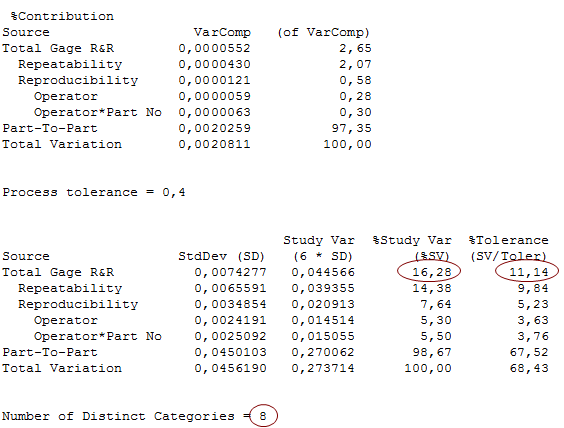 %Contribution
Source VarComp (of VarComp)
Total Gage R&R 0,0000552 2,65
Repeatability 0,0000430 2,07
Reproducibility 0,0000121 0,58
Operator 0,0000059 0,28
Operator*Part No 0,0000063 0,30
Part-To-Part 0,0020259 97,35
Total Variation 0,0020811 100,00
Process tolerance = 0,4
Study Var %Study Var %Tolerance
Source StdDev (SD) (6 * SD) (%SV) (SV/Toler)
Total Gage R&R 0,0074277 0,044566 16,28 11,14
Repeatability 0,0065591 0,039355 14,38 9,84
Reproducibility 0,0034854 0,020913 7,64 5,23
Operator 0,0024191 0,014514 5,30 3,63
Operator*Part No 0,0025092 0,015055 5,50 3,76
Part-To-Part 0,0450103 0,270062 98,67 67,52
Total Variation 0,0456190 0,273714 100,00 68,43
Number of Distinct Categories = 8